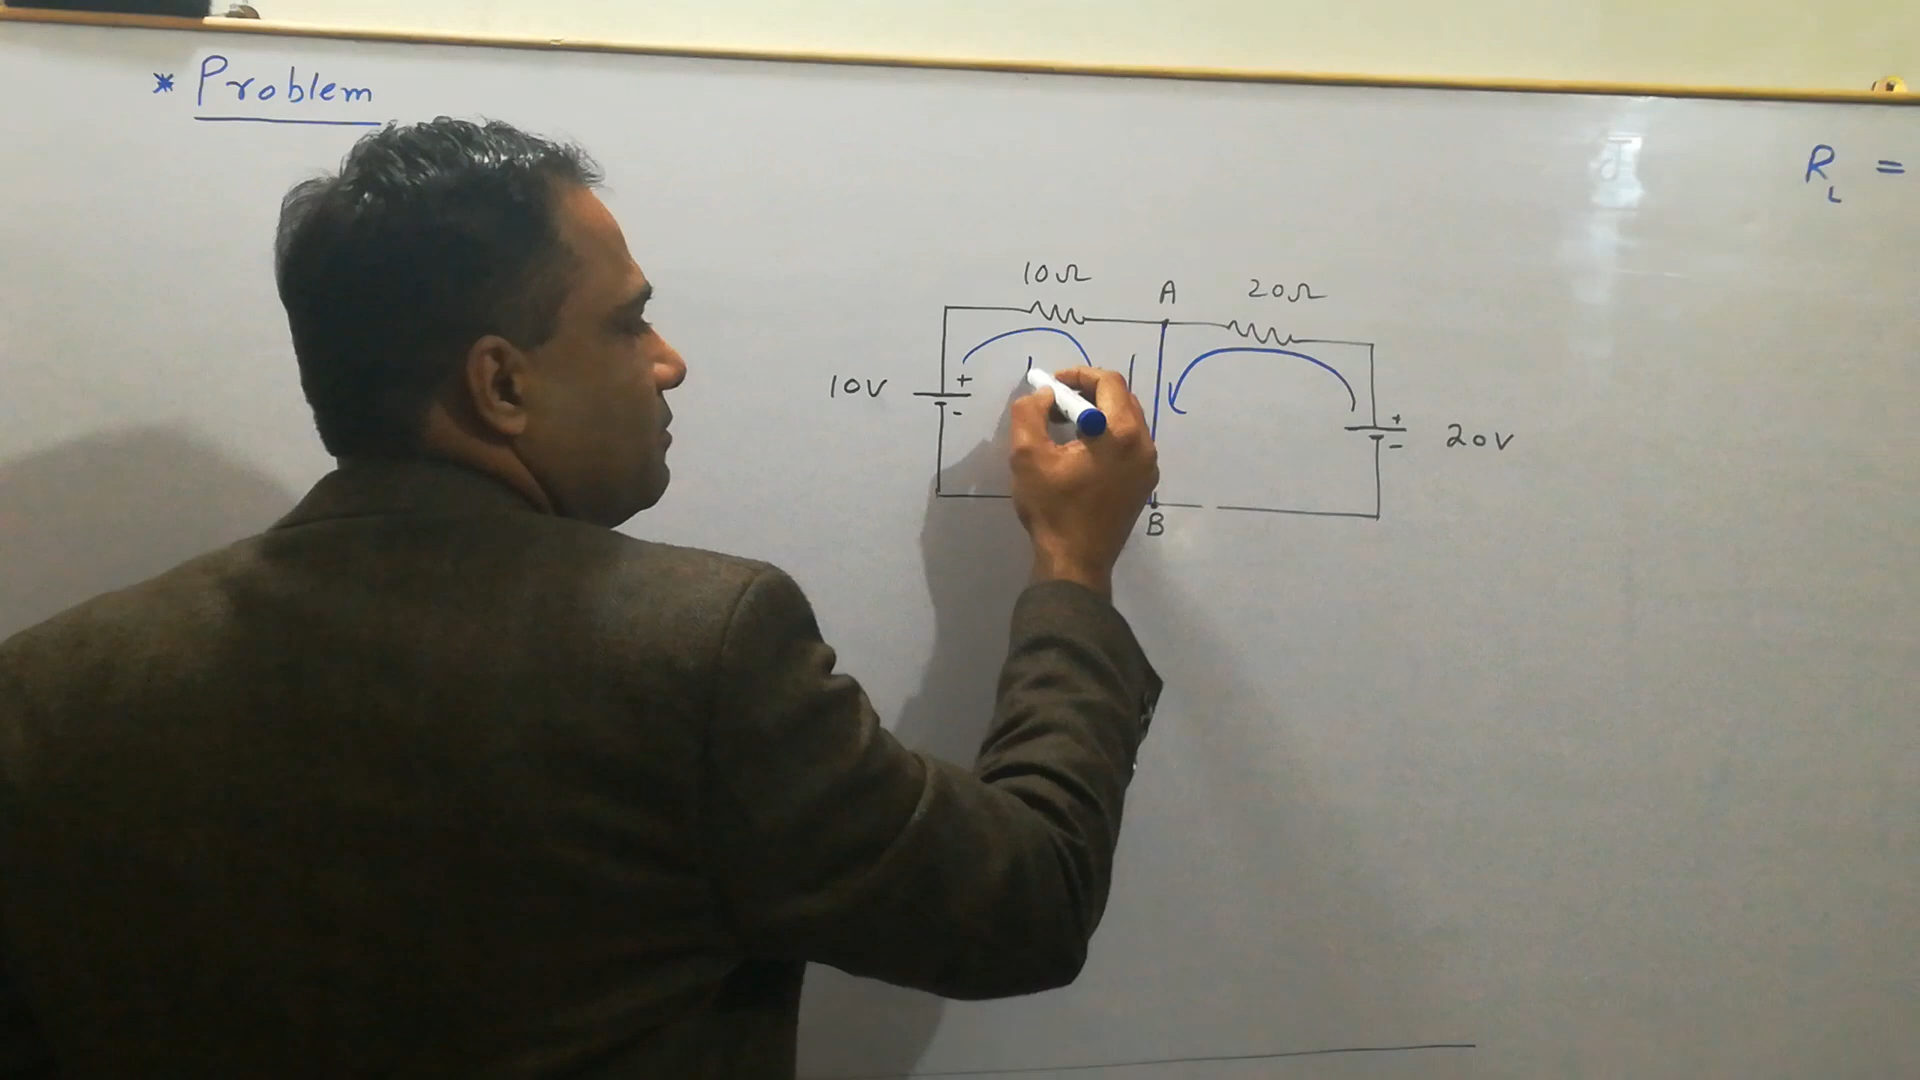 * Problem
R_L =
10Ω
A
20Ω
10V
+
-
+
-
20V
B